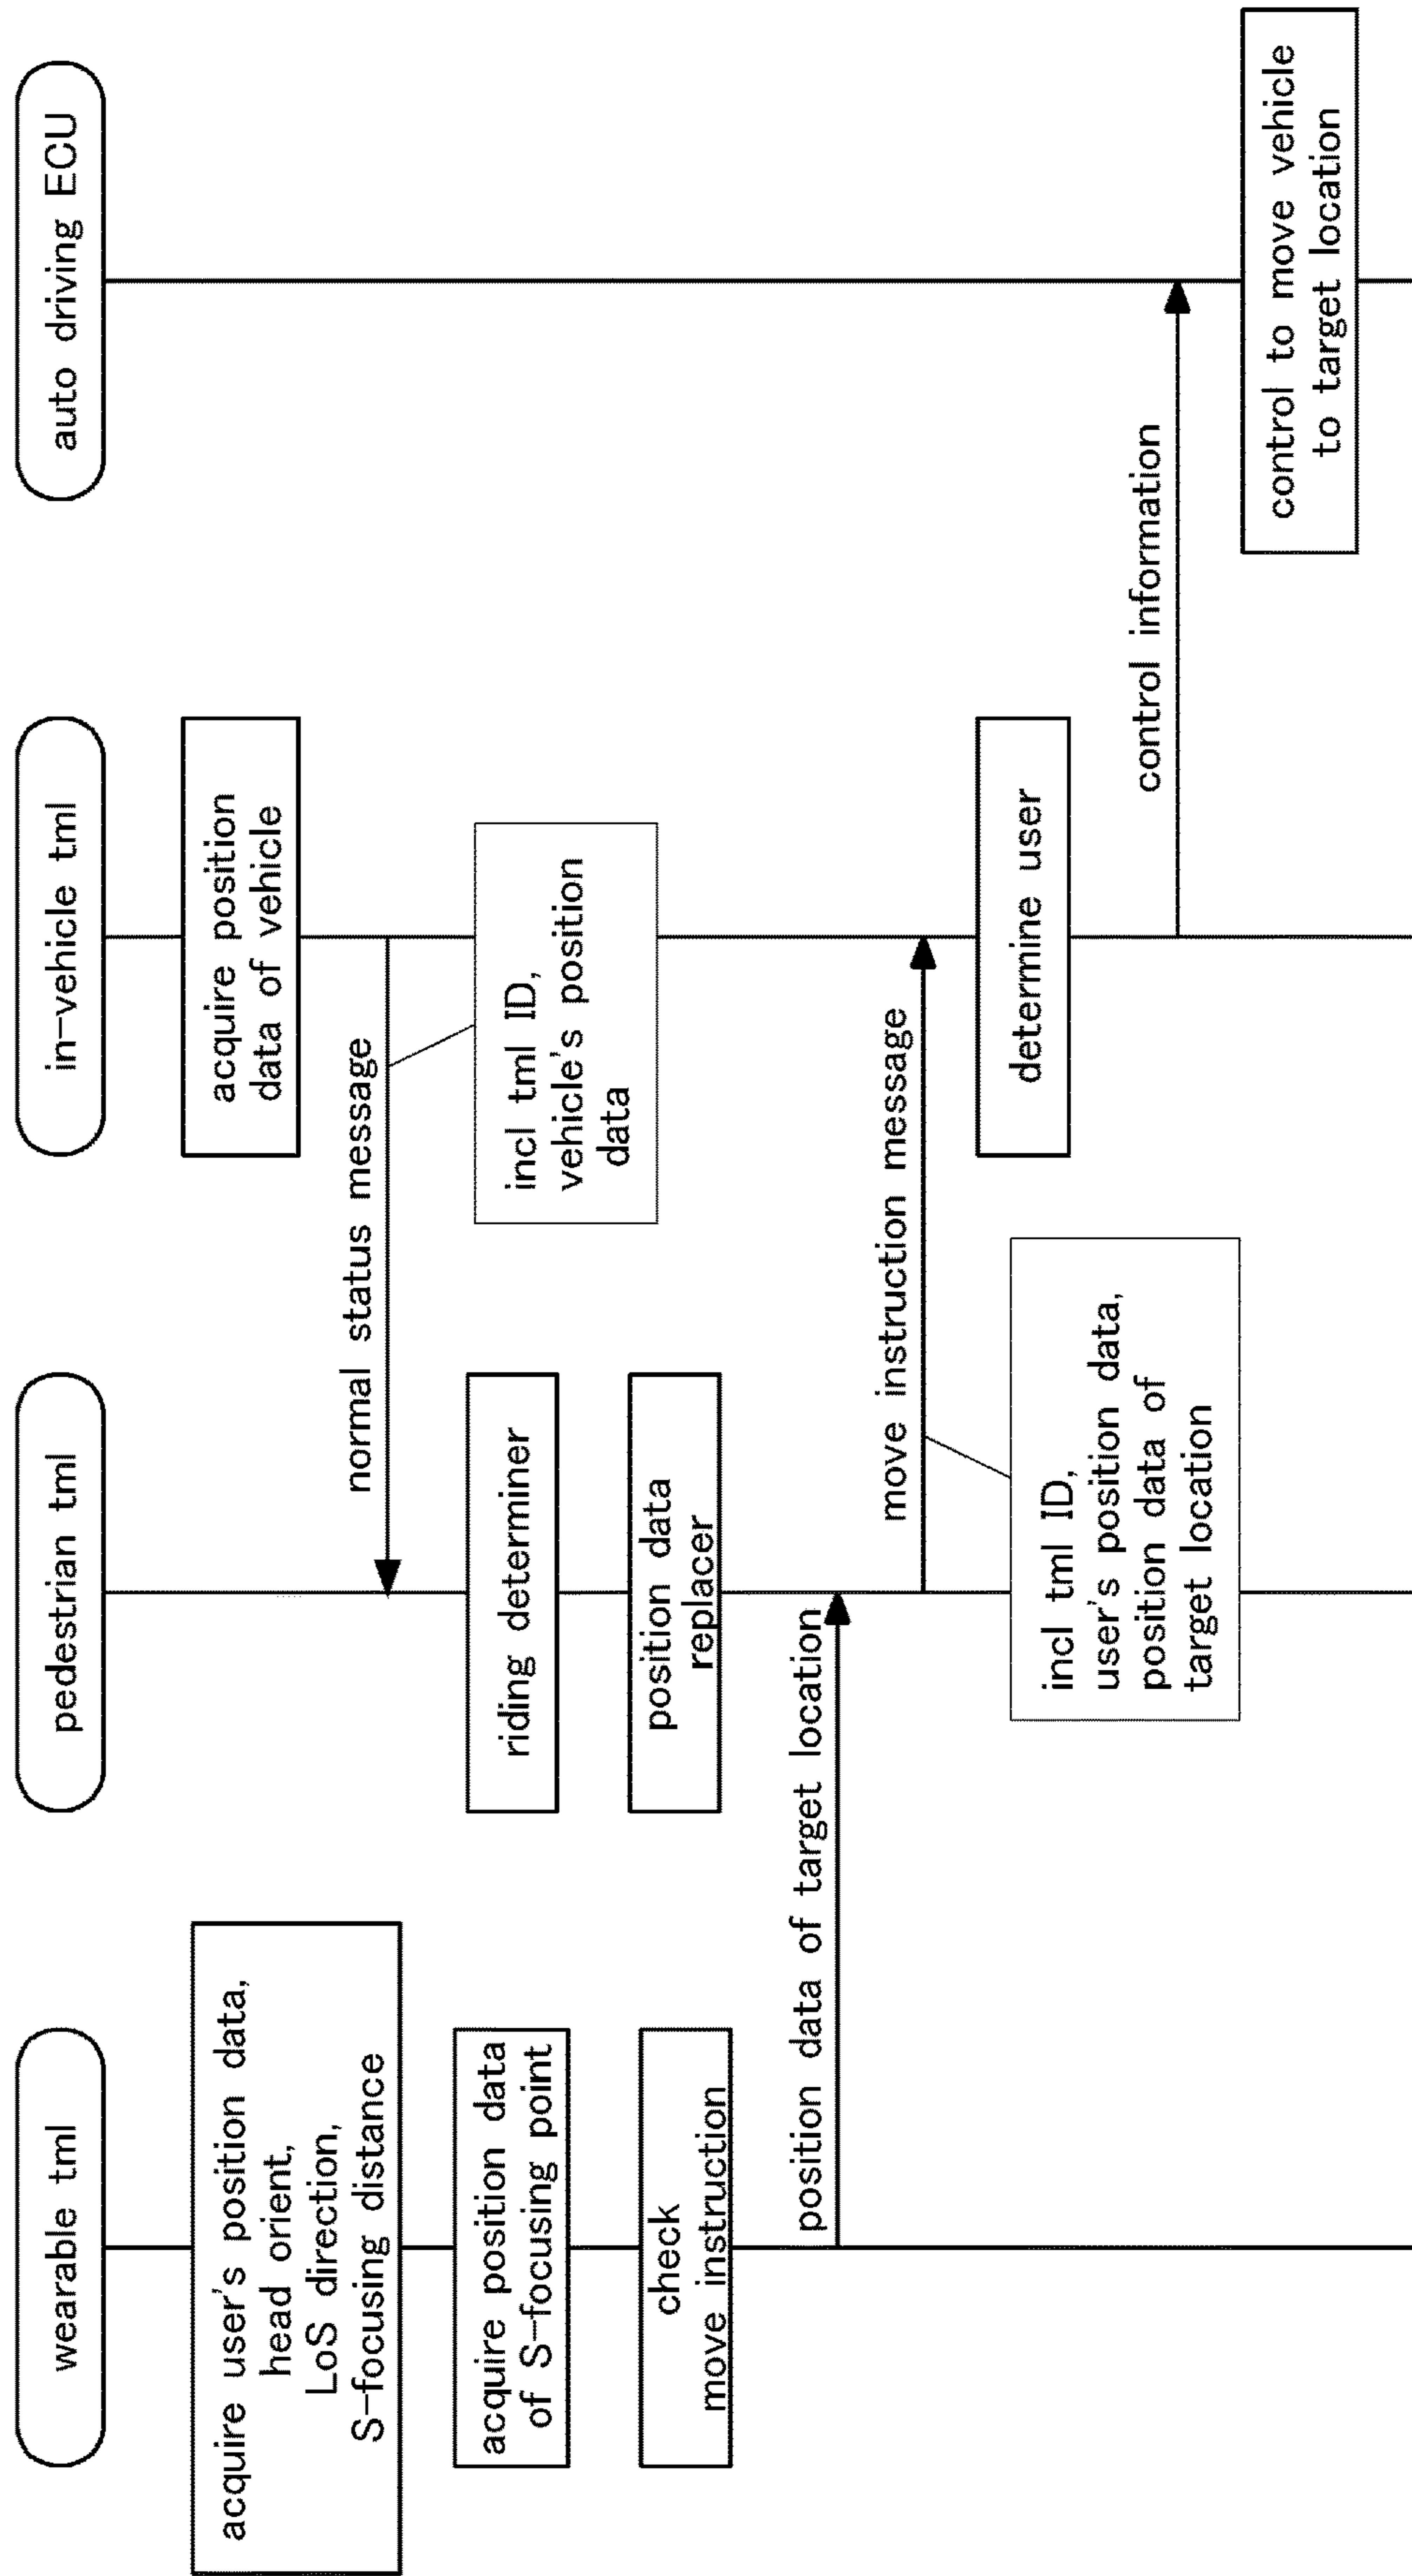 wearable tml
pedestrian tml
in-vehicle tml
auto driving ECU
acquire user's position data,
head orient,
LoS direction,
S-focusing distance
acquire position
data of vehicle
normal status message
incl tml ID,
vehicle's position
data
acquire position data
of S-focusing point
riding determiner
check
move instruction
position data
replacer
position data of target location
move instruction message
incl tml ID,
user's position data,
position data of
target location
determine user
control information
control to move vehicle
to target location